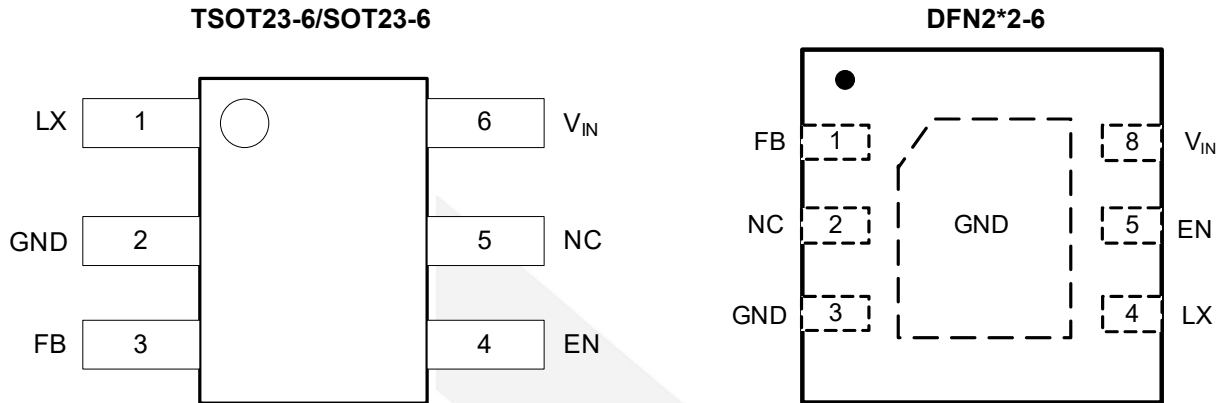 TSOT23-6/SOT23-6
LX 1 6 VIN
GND 2 5 NC
FB 3 4 EN
DFN2*2-6
FB 1 8 VIN
NC 2 GND 5 EN
GND 3 4 LX